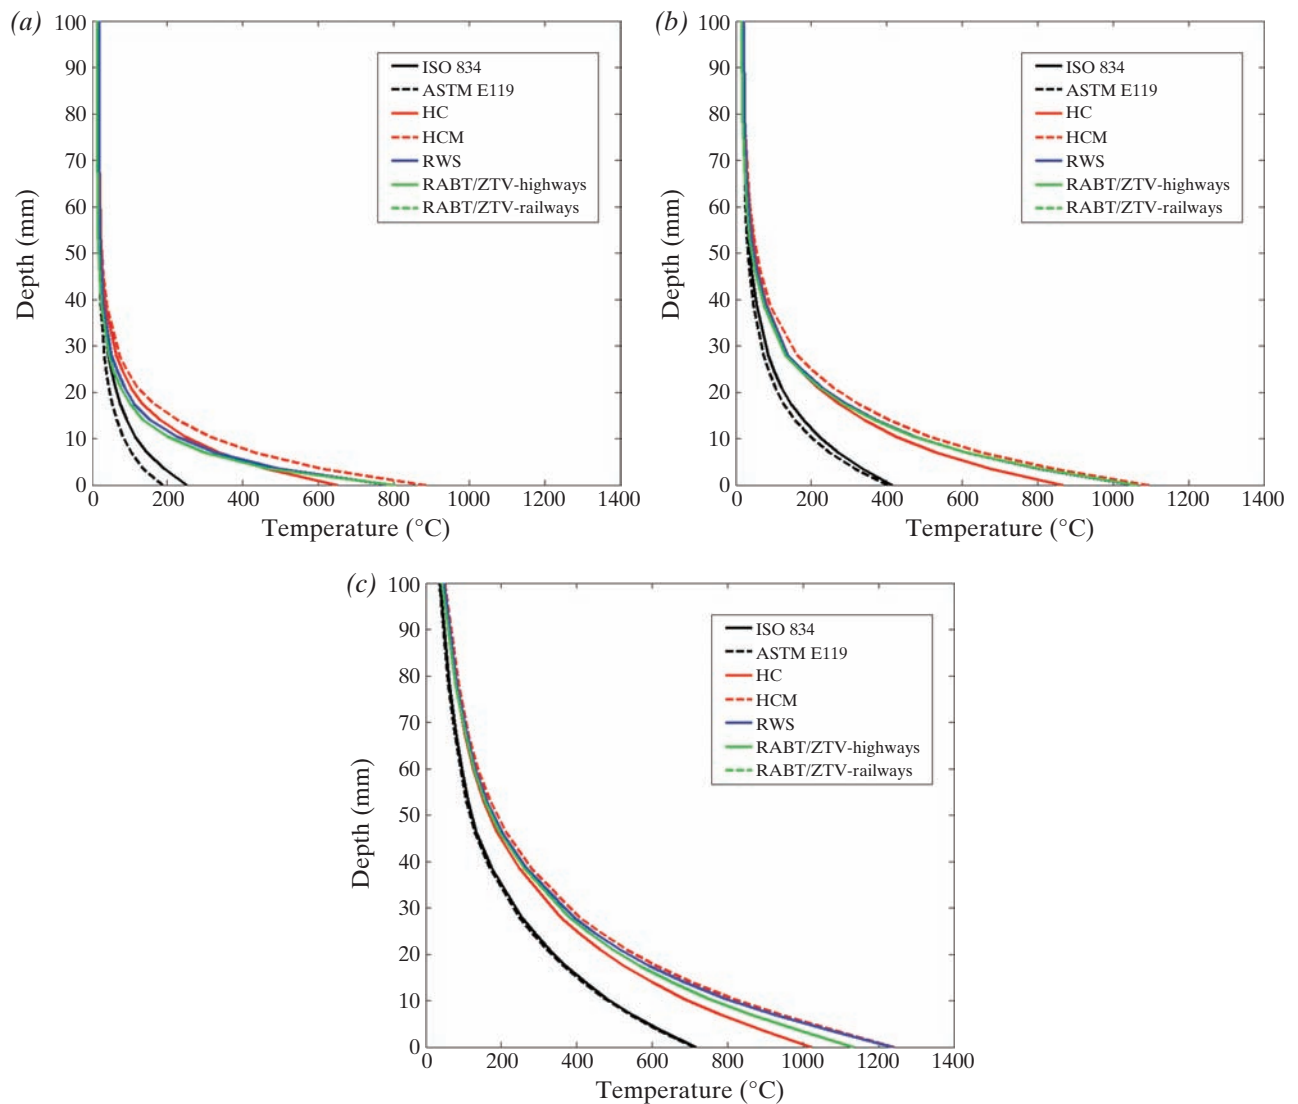 (a)
100
90
80
70
60
50
40
30
20
10
0
Depth (mm)
ISO 834
ASTM E119
HC
HCM
RWS
RABT/ZTV-highways
RABT/ZTV-railways
0 200 400 600 800 1000 1200 1400
Temperature (°C)
(b)
100
90
80
70
60
50
40
30
20
10
0
Depth (mm)
ISO 834
ASTM E119
HC
HCM
RWS
RABT/ZTV-highways
RABT/ZTV-railways
0 200 400 600 800 1000 1200 1400
Temperature (°C)
(c)
100
90
80
70
60
50
40
30
20
10
0
Depth (mm)
ISO 834
ASTM E119
HC
HCM
RWS
RABT/ZTV-highways
RABT/ZTV-railways
0 200 400 600 800 1000 1200 1400
Temperature (°C)